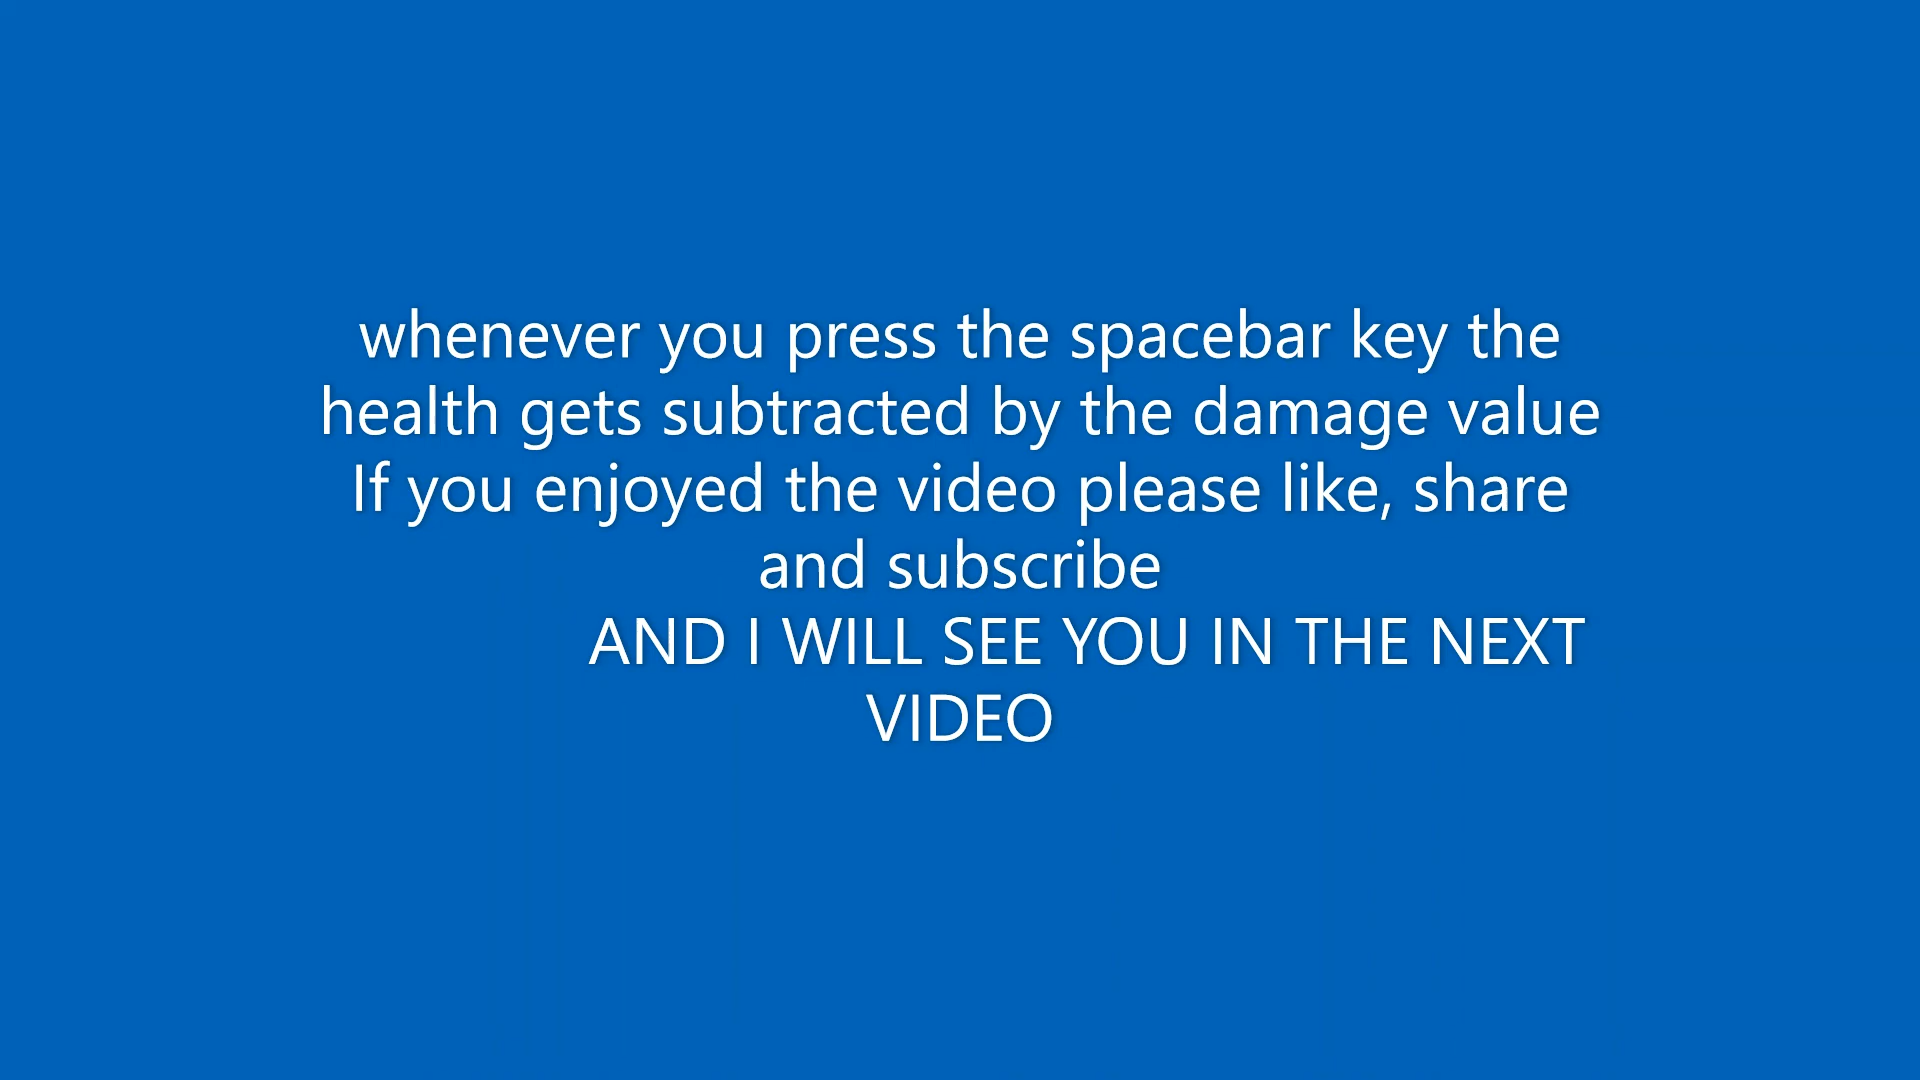 whenever you press the spacebar key the
health gets subtracted by the damage value
If you enjoyed the video please like, share
and subscribe
AND I WILL SEE YOU IN THE NEXT
VIDEO